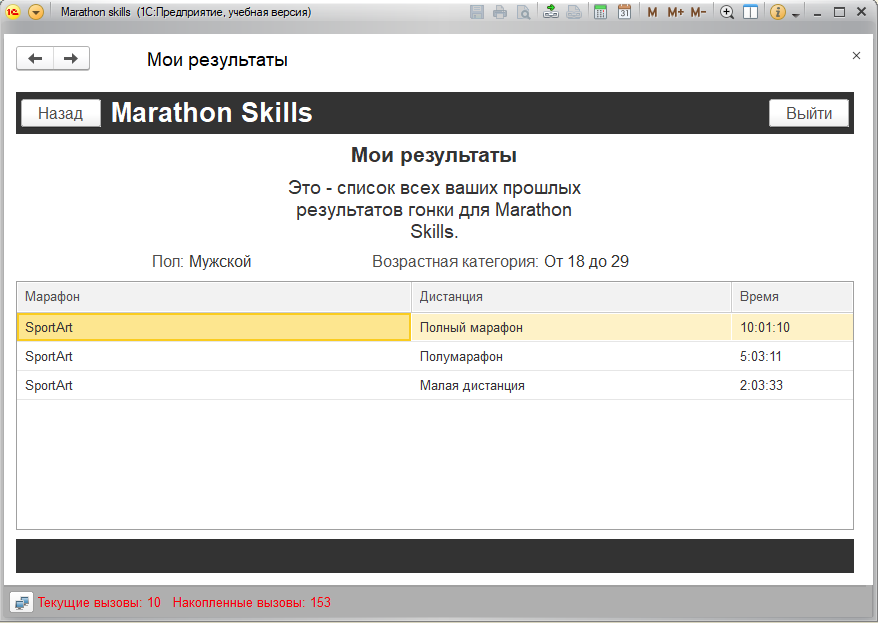 1С Marathon skills (1С:Предприятие, учебная версия) 31 M M+ M-
Мои результаты
Назад Marathon Skills Выйти
Мои результаты
Это - список всех ваших прошлых
результатов гонки для Marathon
Skills.
Пол: Мужской Возрастная категория: От 18 до 29
Марафон Дистанция Время
SportArt Полный марафон 10:01:10
SportArt Полумарафон 5:03:11
SportArt Малая дистанция 2:03:33
Текущие вызовы: 10 Накопленные вызовы: 153